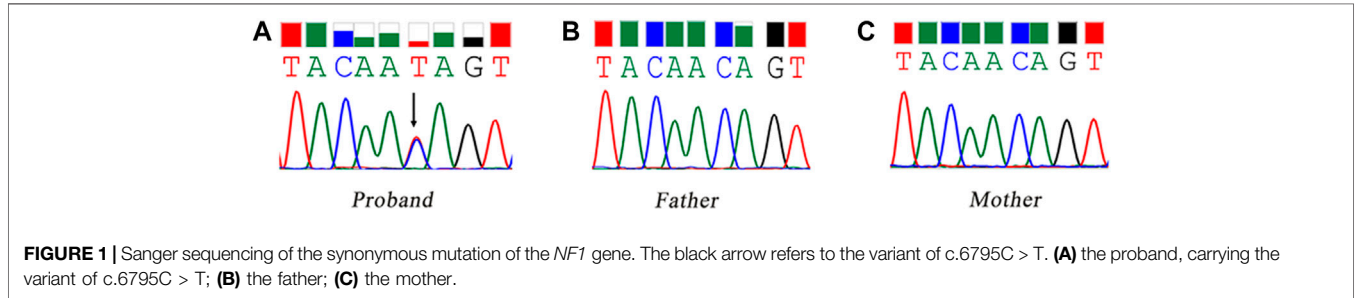 A B C
TACAATAGT TACAACAGT TACAACAGT
Proband Father Mother
FIGURE 1 | Sanger sequencing of the synonymous mutation of the NF1 gene. The black arrow refers to the variant of c.6795C > T. (A) the proband, carrying the
variant of c.6795C > T; (B) the father; (C) the mother.